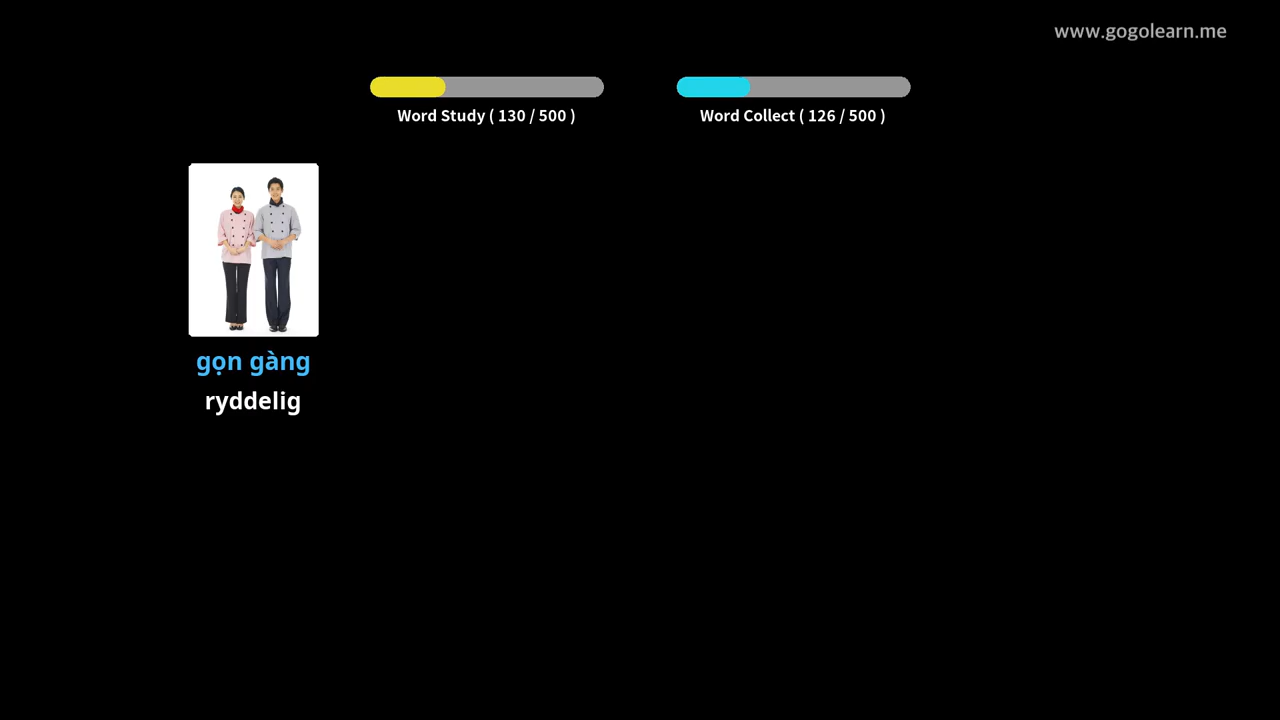 www.gogolearn.me
Word Study ( 130 / 500 )
Word Collect ( 126 / 500 )
gọn gàng
ryddelig